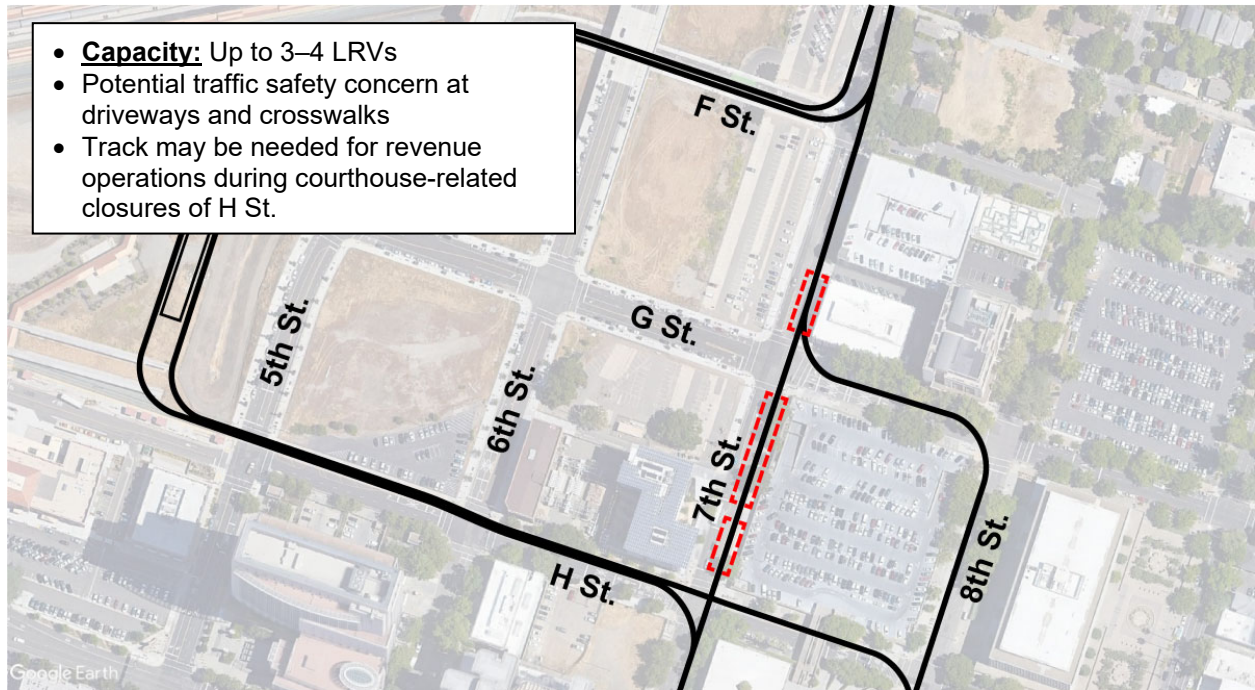 • Capacity: Up to 3–4 LRVs
• Potential traffic safety concern at
driveways and crosswalks
• Track may be needed for revenue
operations during courthouse-related
closures of H St.
F St.
G St.
5th St.
6th St.
7th St.
8th St.
H St.
Google Earth